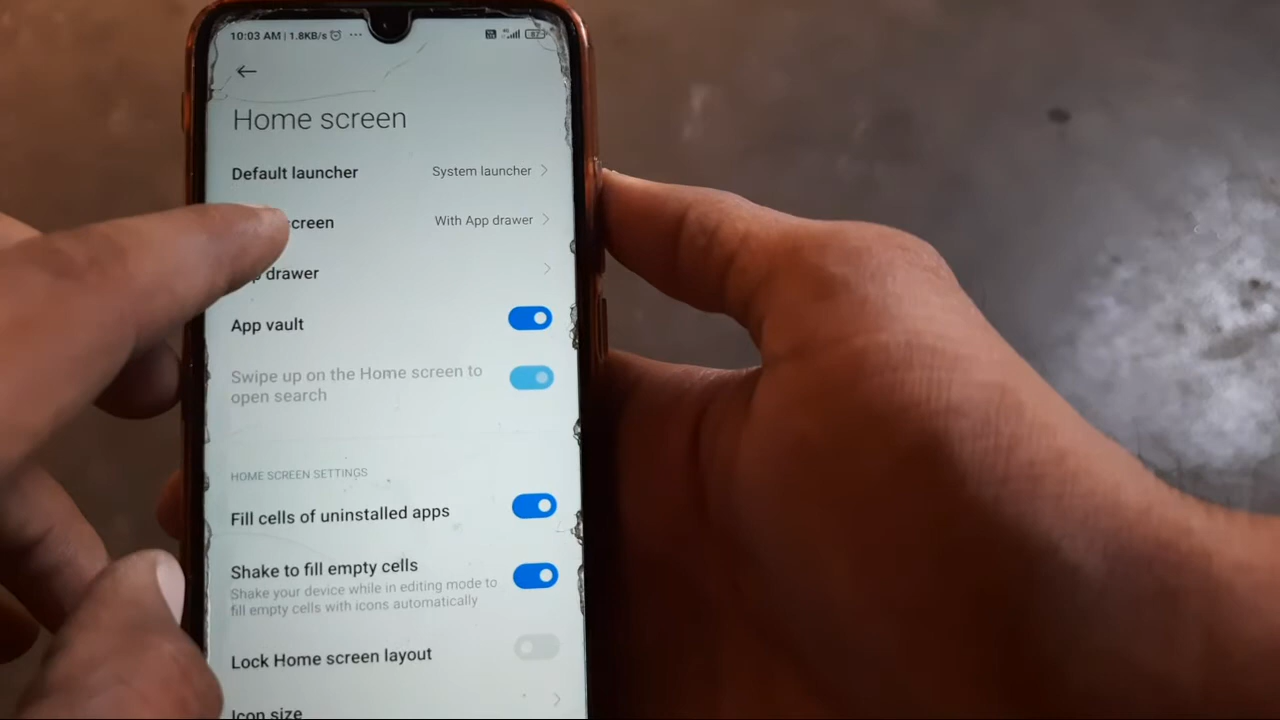 10:03 AM | 1.8KB/s ...
Home screen
Default launcher System launcher
screen With App drawer
drawer
App vault
Swipe up on the Home screen to
open search
HOME SCREEN SETTINGS
Fill cells of uninstalled apps
Shake to fill empty cells
Shake your device while in editing mode to
fill empty cells with icons automatically
Lock Home screen layout
Icon size